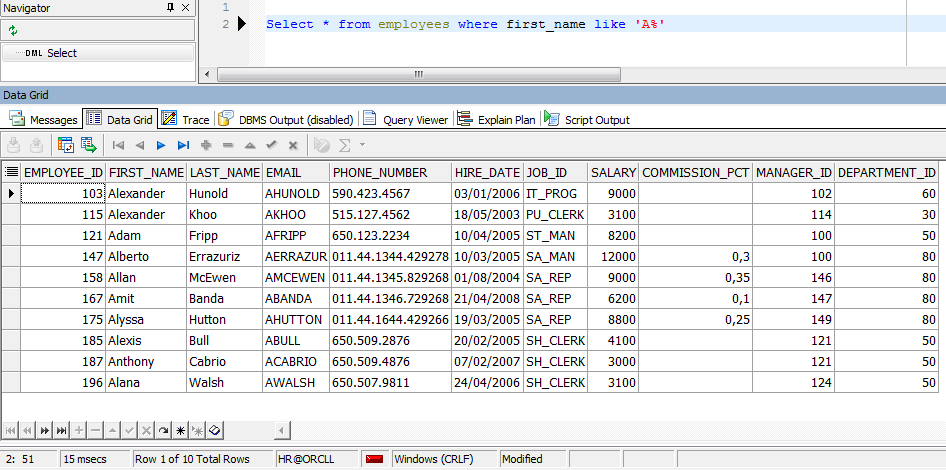 Navigator
1
2 Select * from employees where first_name like 'A%'
DML Select
Data Grid
Messages Data Grid Trace DBMS Output (disabled) Query Viewer Explain Plan Script Output
EMPLOYEE_ID FIRST_NAME LAST_NAME EMAIL PHONE_NUMBER HIRE_DATE JOB_ID SALARY COMMISSION_PCT MANAGER_ID DEPARTMENT_ID
103 Alexander Hunold AHUNOLD 590.423.4567 03/01/2006 IT_PROG 9000 102 60
115 Alexander Khoo AKHOO 515.127.4562 18/05/2003 PU_CLERK 3100 114 30
121 Adam Fripp AFRIPP 650.123.2234 10/04/2005 ST_MAN 8200 100 50
147 Alberto Errazuriz AERRAZUR 011.44.1344.429278 10/03/2005 SA_MAN 12000 0,3 100 80
158 Allan McEwen AMCEWEN 011.44.1345.829268 01/08/2004 SA_REP 9000 0,35 146 80
167 Amit Banda ABANDA 011.44.1346.729268 21/04/2008 SA_REP 6200 0,1 147 80
175 Alyssa Hutton AHUTTON 011.44.1644.429266 19/03/2005 SA_REP 8800 0,25 149 80
185 Alexis Bull ABULL 650.509.2876 20/02/2005 SH_CLERK 4100 121 50
187 Anthony Cabrio ACABRIO 650.509.4876 07/02/2007 SH_CLERK 3000 121 50
196 Alana Walsh AWALSH 650.507.9811 24/04/2006 SH_CLERK 3100 124 50
2: 51 15 msecs Row 1 of 10 Total Rows HR@ORCLL Windows (CRLF) Modified